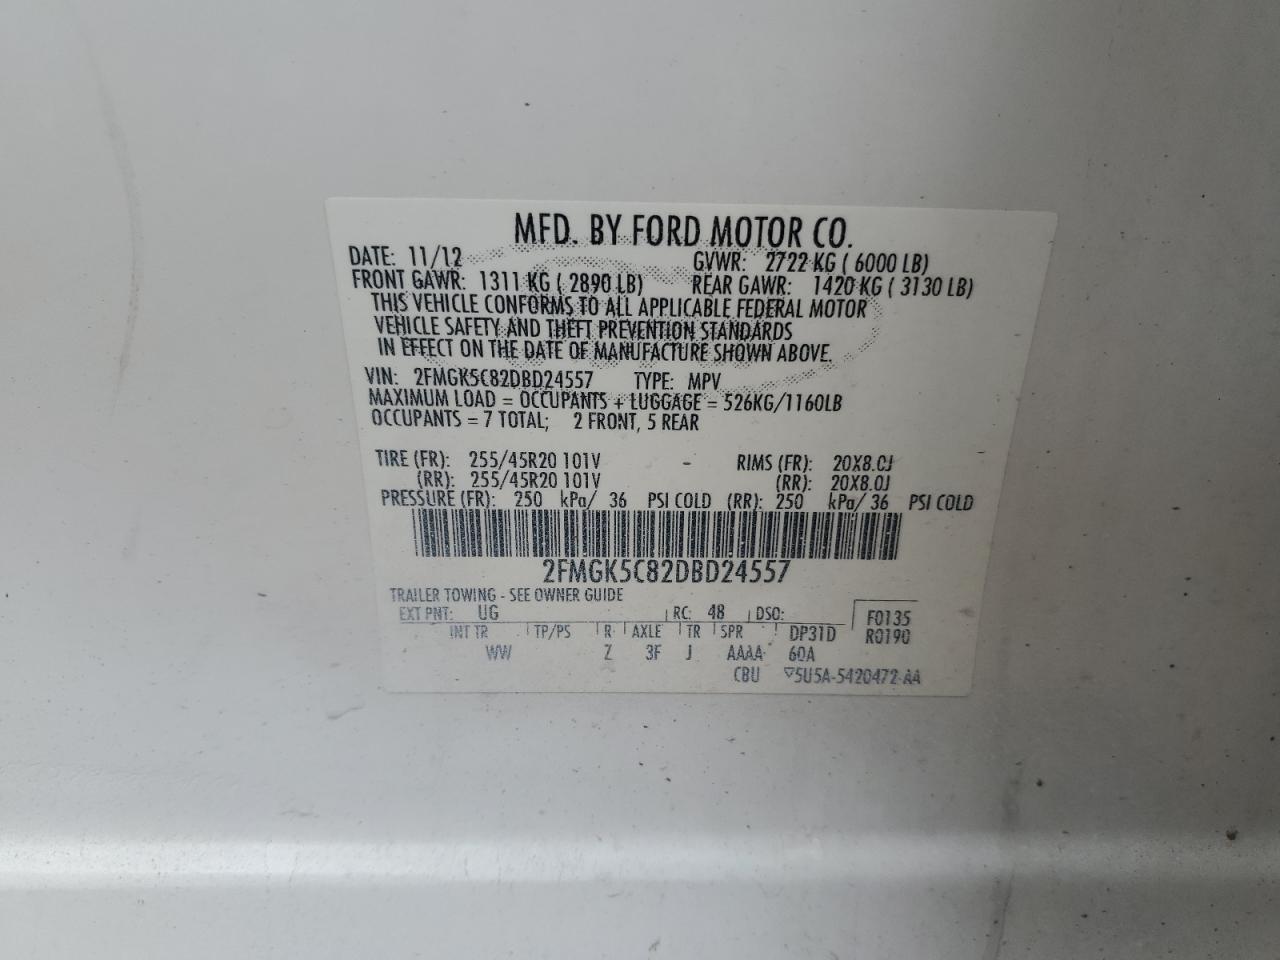 MFD. BY FORD MOTOR CO.
DATE: 11/12 GVWR: 2722 KG ( 6000 LB)
FRONT GAWR: 1311 KG ( 2890 LB) REAR GAWR: 1420 KG ( 3130 LB)
THIS VEHICLE CONFORMS TO ALL APPLICABLE FEDERAL MOTOR
VEHICLE SAFETY AND THEFT PREVENTION STANDARDS
IN EFFECT ON THE DATE OF MANUFACTURE SHOWN ABOVE.
VIN: 2FMGK5C82DBD24557 TYPE: MPV
MAXIMUM LOAD = OCCUPANTS + LUGGAGE = 526KG/1160LB
OCCUPANTS = 7 TOTAL; 2 FRONT, 5 REAR
TIRE (FR): 255/45R20 101V - RIMS (FR): 20X8.0J
(RR): 255/45R20 101V (RR): 20X8.0J
PRESSURE (FR): 250 kPa/ 36 PSI COLD (RR): 250 kPa/ 36 PSI COLD
2FMGK5C82DBD24557
TRAILER TOWING - SEE OWNER GUIDE
EXT PNT: UG RC: 48 DSO: F0135
INT TR TP/PS R AXLE TR SPR DP31D R0190
WW Z 3F J AAAA 60A
CBU ▽5U5A-5420472-AA